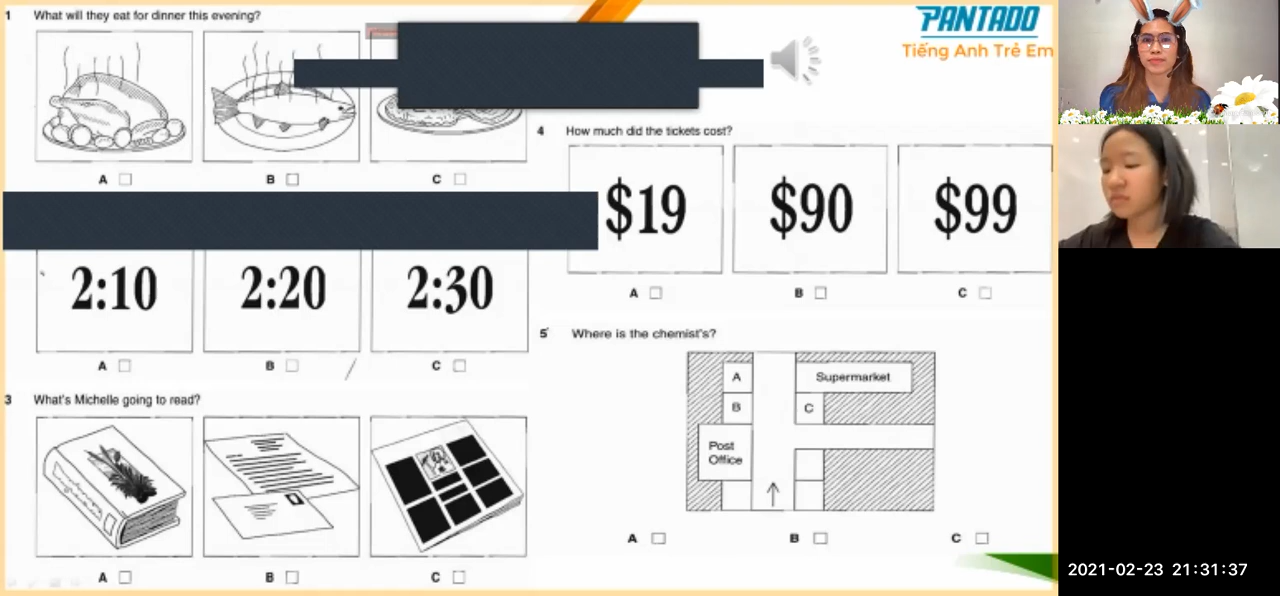 1 What will they eat for dinner this evening?
A B C
2:10 2:20 2:30
A B C
3 What's Michelle going to read?
A B C
PANTADO
Tiếng Anh Trẻ Em
4 How much did the tickets cost?
$19 $90 $99
A B C
5 Where is the chemist's?
A Supermarket
B C
Post
Office
A B C
2021-02-23 21:31:37